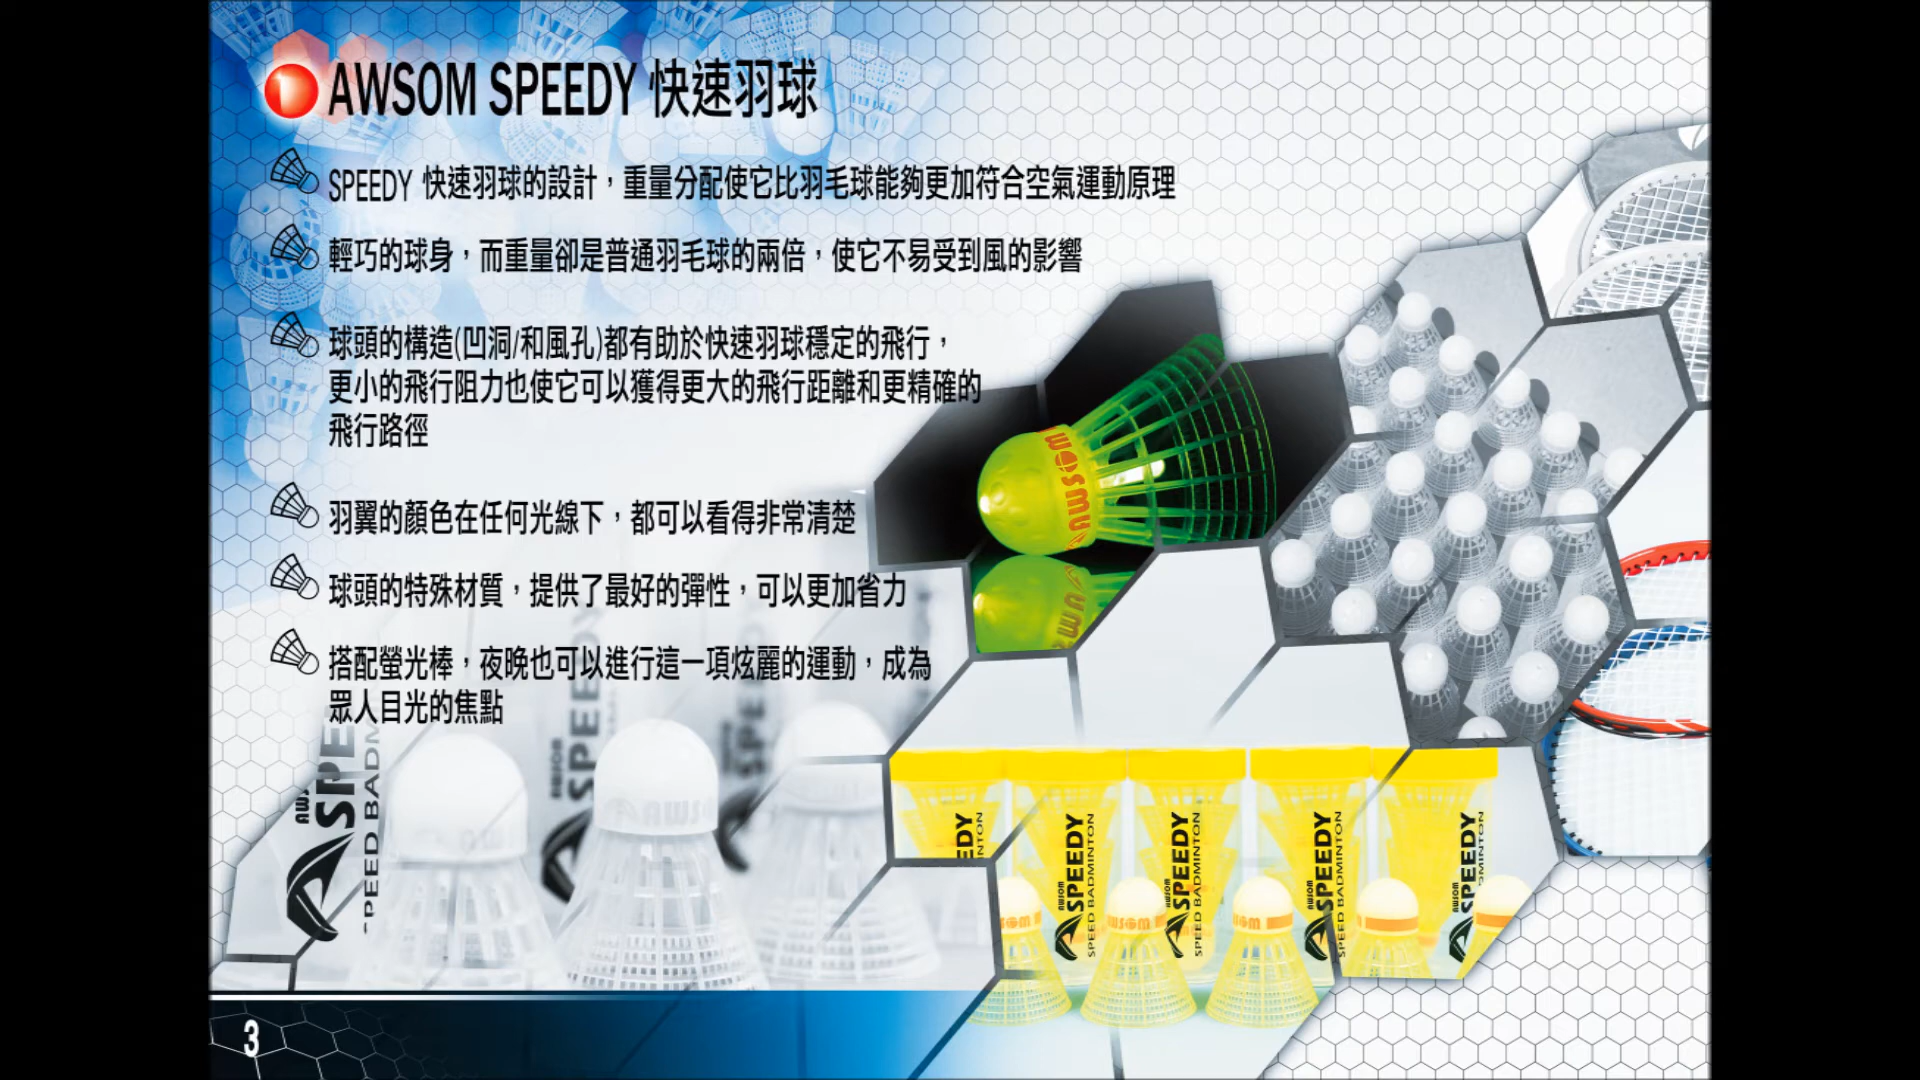 1 AWSOM SPEEDY 快速羽球
SPEEDY 快速羽球的設計，重量分配使它比羽毛球能夠更加符合空氣運動原理
輕巧的球身，而重量卻是普通羽毛球的兩倍，使它不易受到風的影響
球頭的構造(凹洞/和風孔)都有助於快速羽球穩定的飛行，
更小的飛行阻力也使它可以獲得更大的飛行距離和更精確的
飛行路徑
羽翼的顏色在任何光線下，都可以看得非常清楚
球頭的特殊材質，提供了最好的彈性，可以更加省力
搭配螢光棒，夜晚也可以進行這一項炫麗的運動，成為
眾人目光的焦點
AWSOM
AWSOM SPEEDY
SPEED BADMINTON
AWSOM SPEEDY
SPEED BADMINTON
AWSOM SPEEDY
SPEED BADMINTON
AWSOM SPEEDY
3